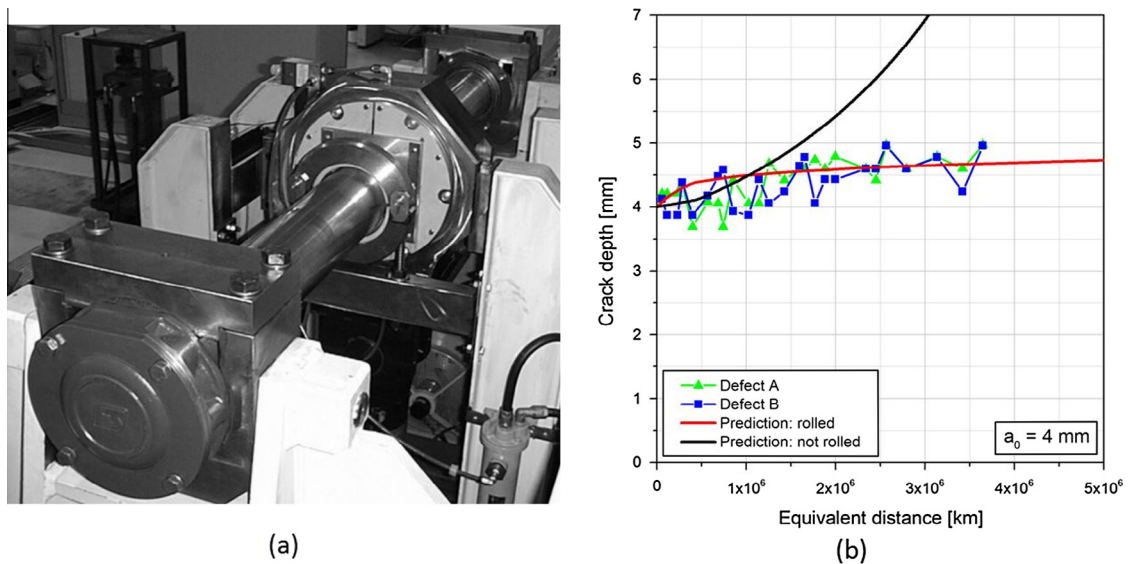 7
6
5
4
3
2
1
0
Crack depth [mm]
Defect A
Defect B
Prediction: rolled
Prediction: not rolled
a₀ = 4 mm
0
1x10⁶
2x10⁶
3x10⁶
4x10⁶
5x10⁶
Equivalent distance [km]
(a)
(b)